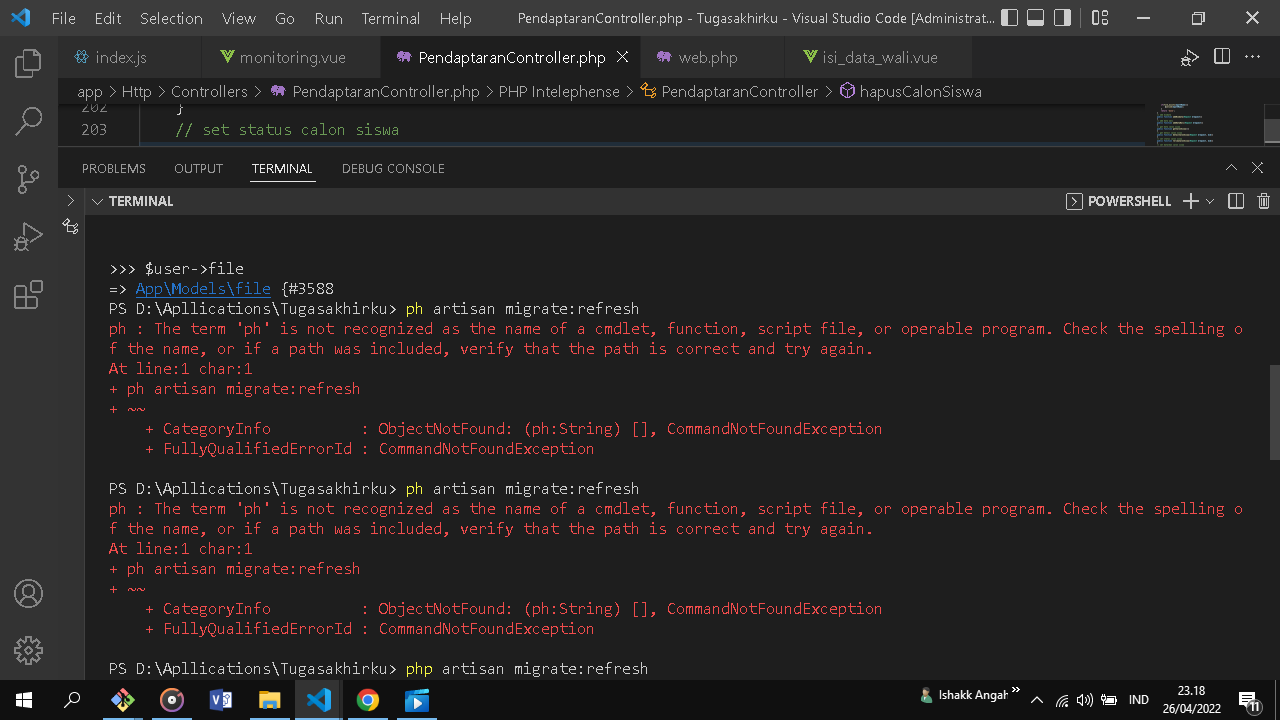 File Edit Selection View Go Run Terminal Help PendaptaranController.php - Tugasakhirku - Visual Studio Code [Administrat...
index.js monitoring.vue PendaptaranController.php web.php isi_data_wali.vue
app > Http > Controllers > PendaptaranController.php > PHP Intelephense > PendaptaranController > hapusCalonSiswa
202 }
203 // set status calon siswa
PROBLEMS OUTPUT TERMINAL DEBUG CONSOLE
TERMINAL POWERSHELL
>>> $user->file
=> App\Models\file {#3588
PS D:\Apllications\Tugasakhirku> ph artisan migrate:refresh
ph : The term 'ph' is not recognized as the name of a cmdlet, function, script file, or operable program. Check the spelling o
f the name, or if a path was included, verify that the path is correct and try again.
At line:1 char:1
+ ph artisan migrate:refresh
+ ~~
+ CategoryInfo : ObjectNotFound: (ph:String) [], CommandNotFoundException
+ FullyQualifiedErrorId : CommandNotFoundException
PS D:\Apllications\Tugasakhirku> ph artisan migrate:refresh
ph : The term 'ph' is not recognized as the name of a cmdlet, function, script file, or operable program. Check the spelling o
f the name, or if a path was included, verify that the path is correct and try again.
At line:1 char:1
+ ph artisan migrate:refresh
+ ~~
+ CategoryInfo : ObjectNotFound: (ph:String) [], CommandNotFoundException
+ FullyQualifiedErrorId : CommandNotFoundException
PS D:\Apllications\Tugasakhirku> php artisan migrate:refresh
Ishakk Angah » IND 23.18
26/04/2022 11